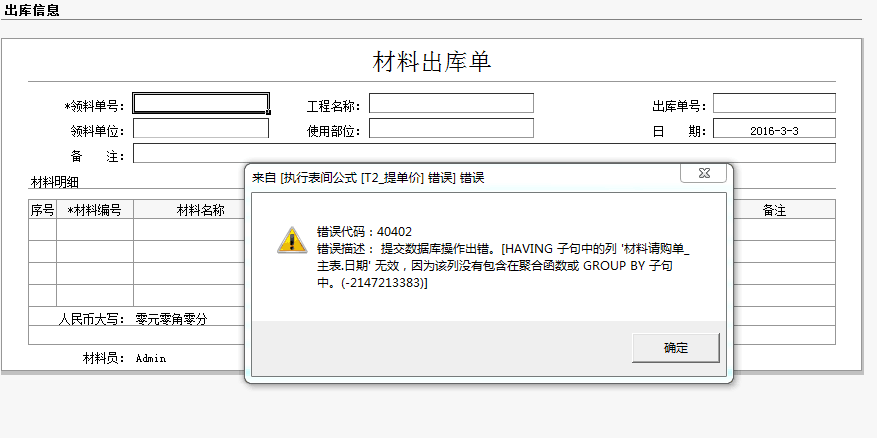 出库信息
材料出库单
*领料单号：
工程名称：
出库单号：
领料单位：
使用部位：
日 期：
2016-3-3
备 注：
来自 [执行表间公式 [T2_提单价] 错误] 错误
材料明细
序号
*材料编号
材料名称
备注
错误代码：40402
错误描述： 提交数据库操作出错。[HAVING 子句中的列 '材料请购单_
主表.日期' 无效，因为该列没有包含在聚合函数或 GROUP BY 子句
中。(-2147213383)]
人民币大写： 零元零角零分
确定
材料员： Admin